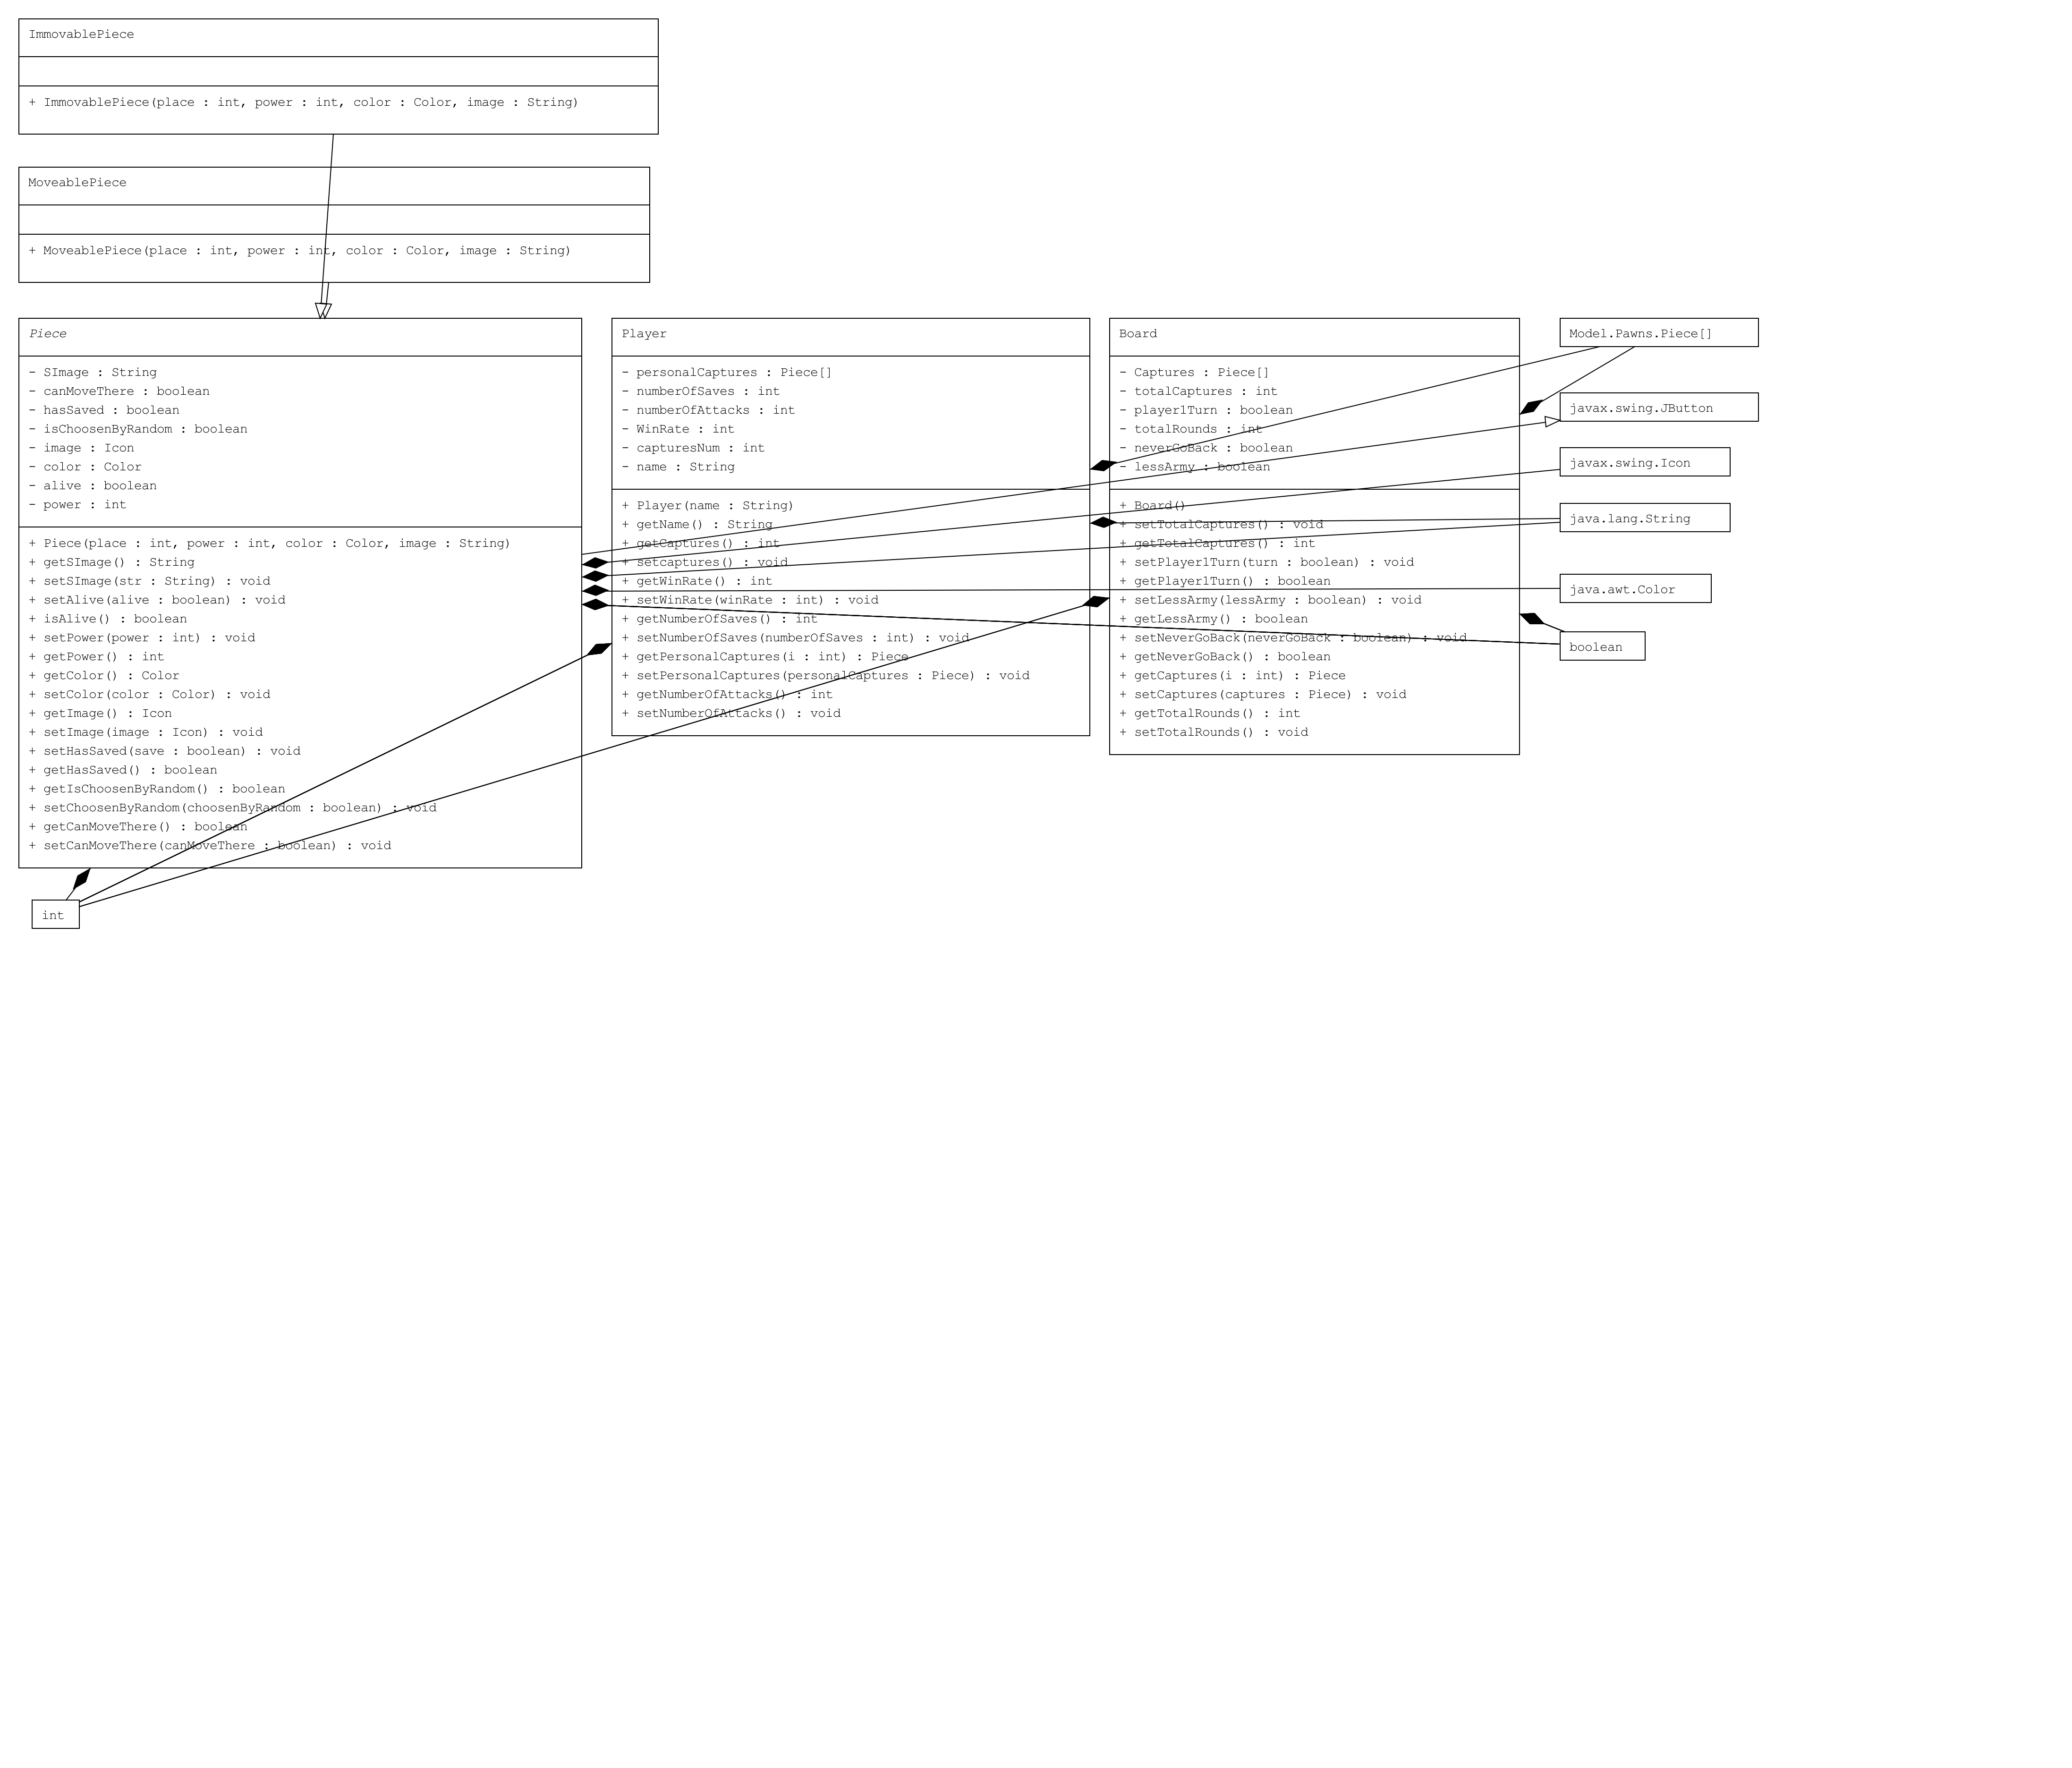 ImmovablePiece
+ ImmovablePiece(place : int, power : int, color : Color, image : String)
MoveablePiece
+ MoveablePiece(place : int, power : int, color : Color, image : String)
Piece
- SImage : String
- canMoveThere : boolean
- hasSaved : boolean
- isChoosenByRandom : boolean
- image : Icon
- color : Color
- alive : boolean
- power : int
+ Piece(place : int, power : int, color : Color, image : String)
+ getSImage() : String
+ setSImage(str : String) : void
+ setAlive(alive : boolean) : void
+ isAlive() : boolean
+ setPower(power : int) : void
+ getPower() : int
+ getColor() : Color
+ setColor(color : Color) : void
+ getImage() : Icon
+ setImage(image : Icon) : void
+ setHasSaved(save : boolean) : void
+ getHasSaved() : boolean
+ getIsChoosenByRandom() : boolean
+ setChoosenByRandom(choosenByRandom : boolean) : void
+ getCanMoveThere() : boolean
+ setCanMoveThere(canMoveThere : boolean) : void
Player
- personalCaptures : Piece[]
- numberOfSaves : int
- numberOfAttacks : int
- WinRate : int
- capturesNum : int
- name : String
+ Player(name : String)
+ getName() : String
+ getCaptures() : int
+ setcaptures() : void
+ getWinRate() : int
+ setWinRate(winRate : int) : void
+ getNumberOfSaves() : int
+ setNumberOfSaves(numberOfSaves : int) : void
+ getPersonalCaptures(i : int) : Piece
+ setPersonalCaptures(personalCaptures : Piece) : void
+ getNumberOfAttacks() : int
+ setNumberOfAttacks() : void
Board
- Captures : Piece[]
- totalCaptures : int
- player1Turn : boolean
- totalRounds : int
- neverGoBack : boolean
- lessArmy : boolean
+ Board()
+ setTotalCaptures() : void
+ getTotalCaptures() : int
+ setPlayer1Turn(turn : boolean) : void
+ getPlayer1Turn() : boolean
+ setLessArmy(lessArmy : boolean) : void
+ getLessArmy() : boolean
+ setNeverGoBack(neverGoBack : boolean) : void
+ getNeverGoBack() : boolean
+ getCaptures(i : int) : Piece
+ setCaptures(captures : Piece) : void
+ getTotalRounds() : int
+ setTotalRounds() : void
Model.Pawns.Piece[]
javax.swing.JButton
javax.swing.Icon
java.lang.String
java.awt.Color
boolean
int